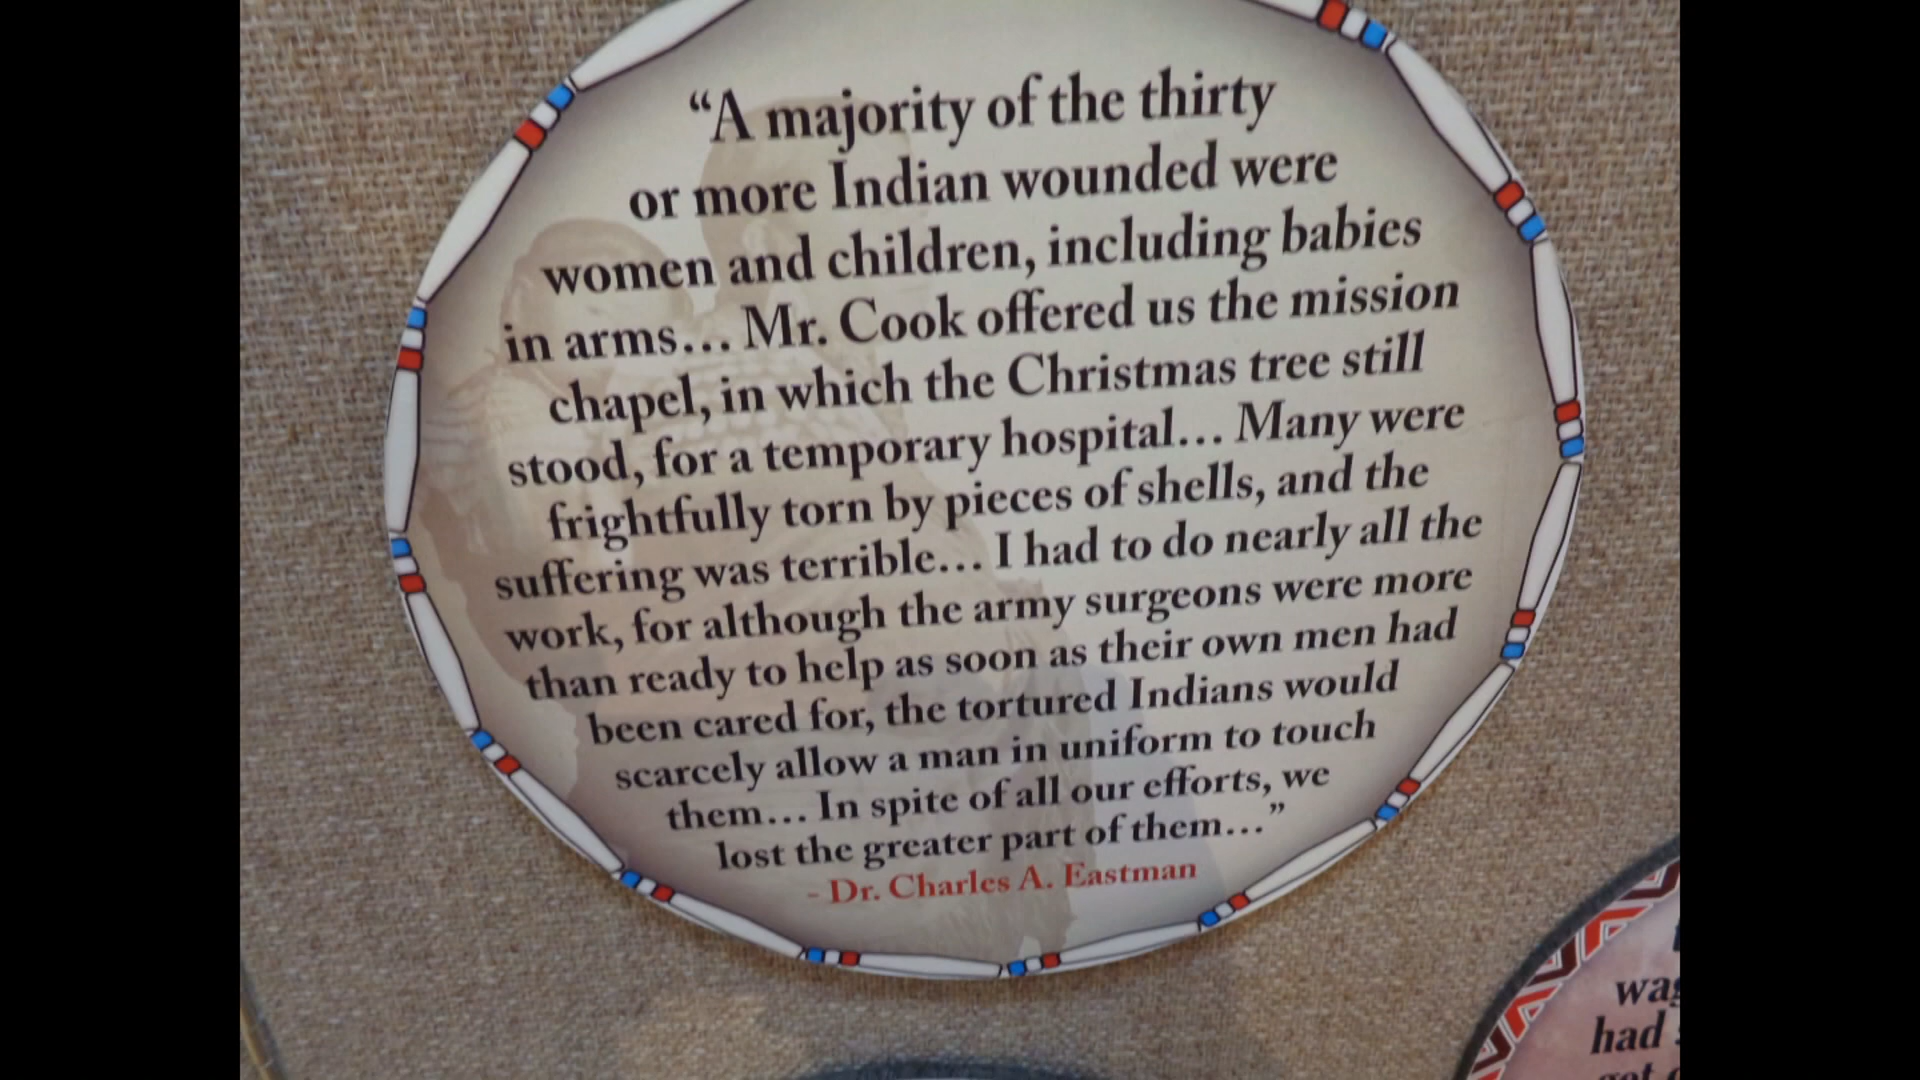 “A majority of the thirty
or more Indian wounded were
women and children, including babies
in arms... Mr. Cook offered us the mission
chapel, in which the Christmas tree still
stood, for a temporary hospital... Many were
frightfully torn by pieces of shells, and the
suffering was terrible... I had to do nearly all the
work, for although the army surgeons were more
than ready to help as soon as their own men had
been cared for, the tortured Indians would
scarcely allow a man in uniform to touch
them... In spite of all our efforts, we
lost the greater part of them...”
- Dr. Charles A. Eastman
had